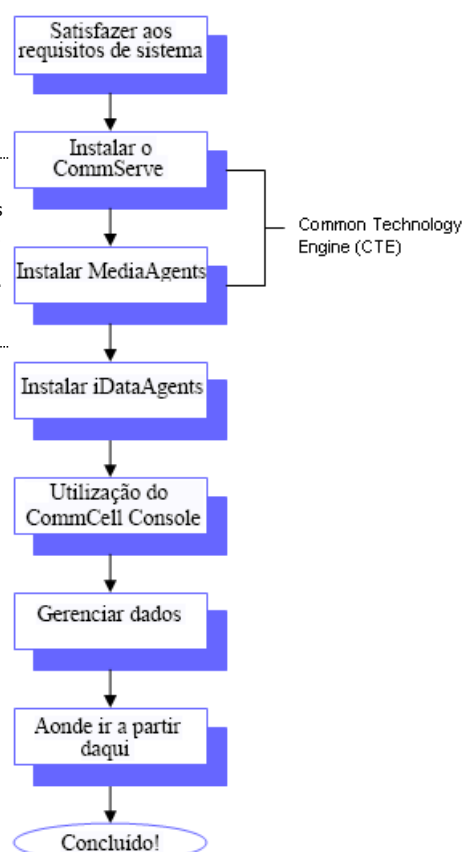 Satisfazer aos
requisitos de sistema
Instalar o
CommServe
Common Technology
Engine (CTE)
Instalar MediaAgents
Instalar iDataAgents
Utilização do
CommCell Console
Gerenciar dados
Aonde ir a partir
daqui
Concluído!